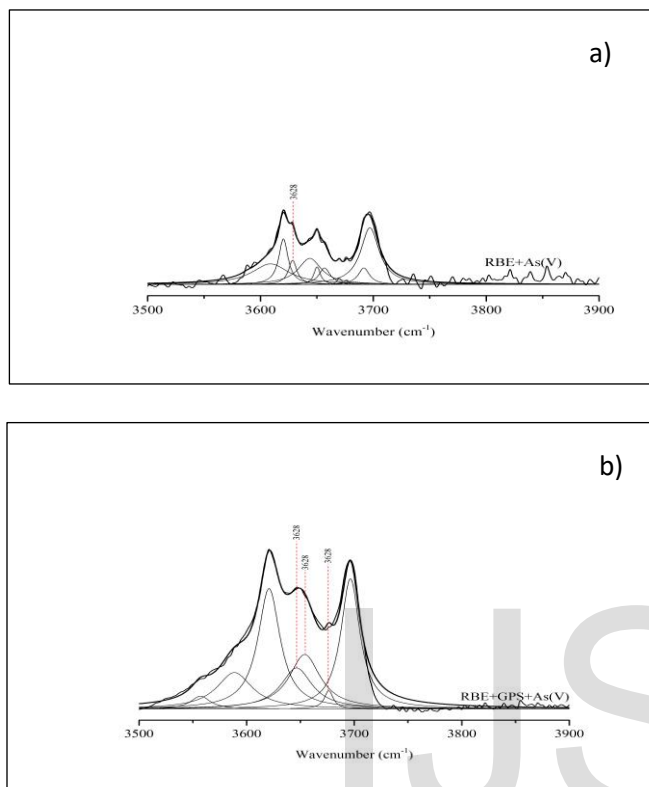 a)
3628
RBE+As(V)
3500 3600 3700 3800 3900
Wavenumber (cm-1)
b)
3628 3628 3628
RBE+GPS+As(V)
3500 3600 3700 3800 3900
Wavenumber (cm-1)
IJS